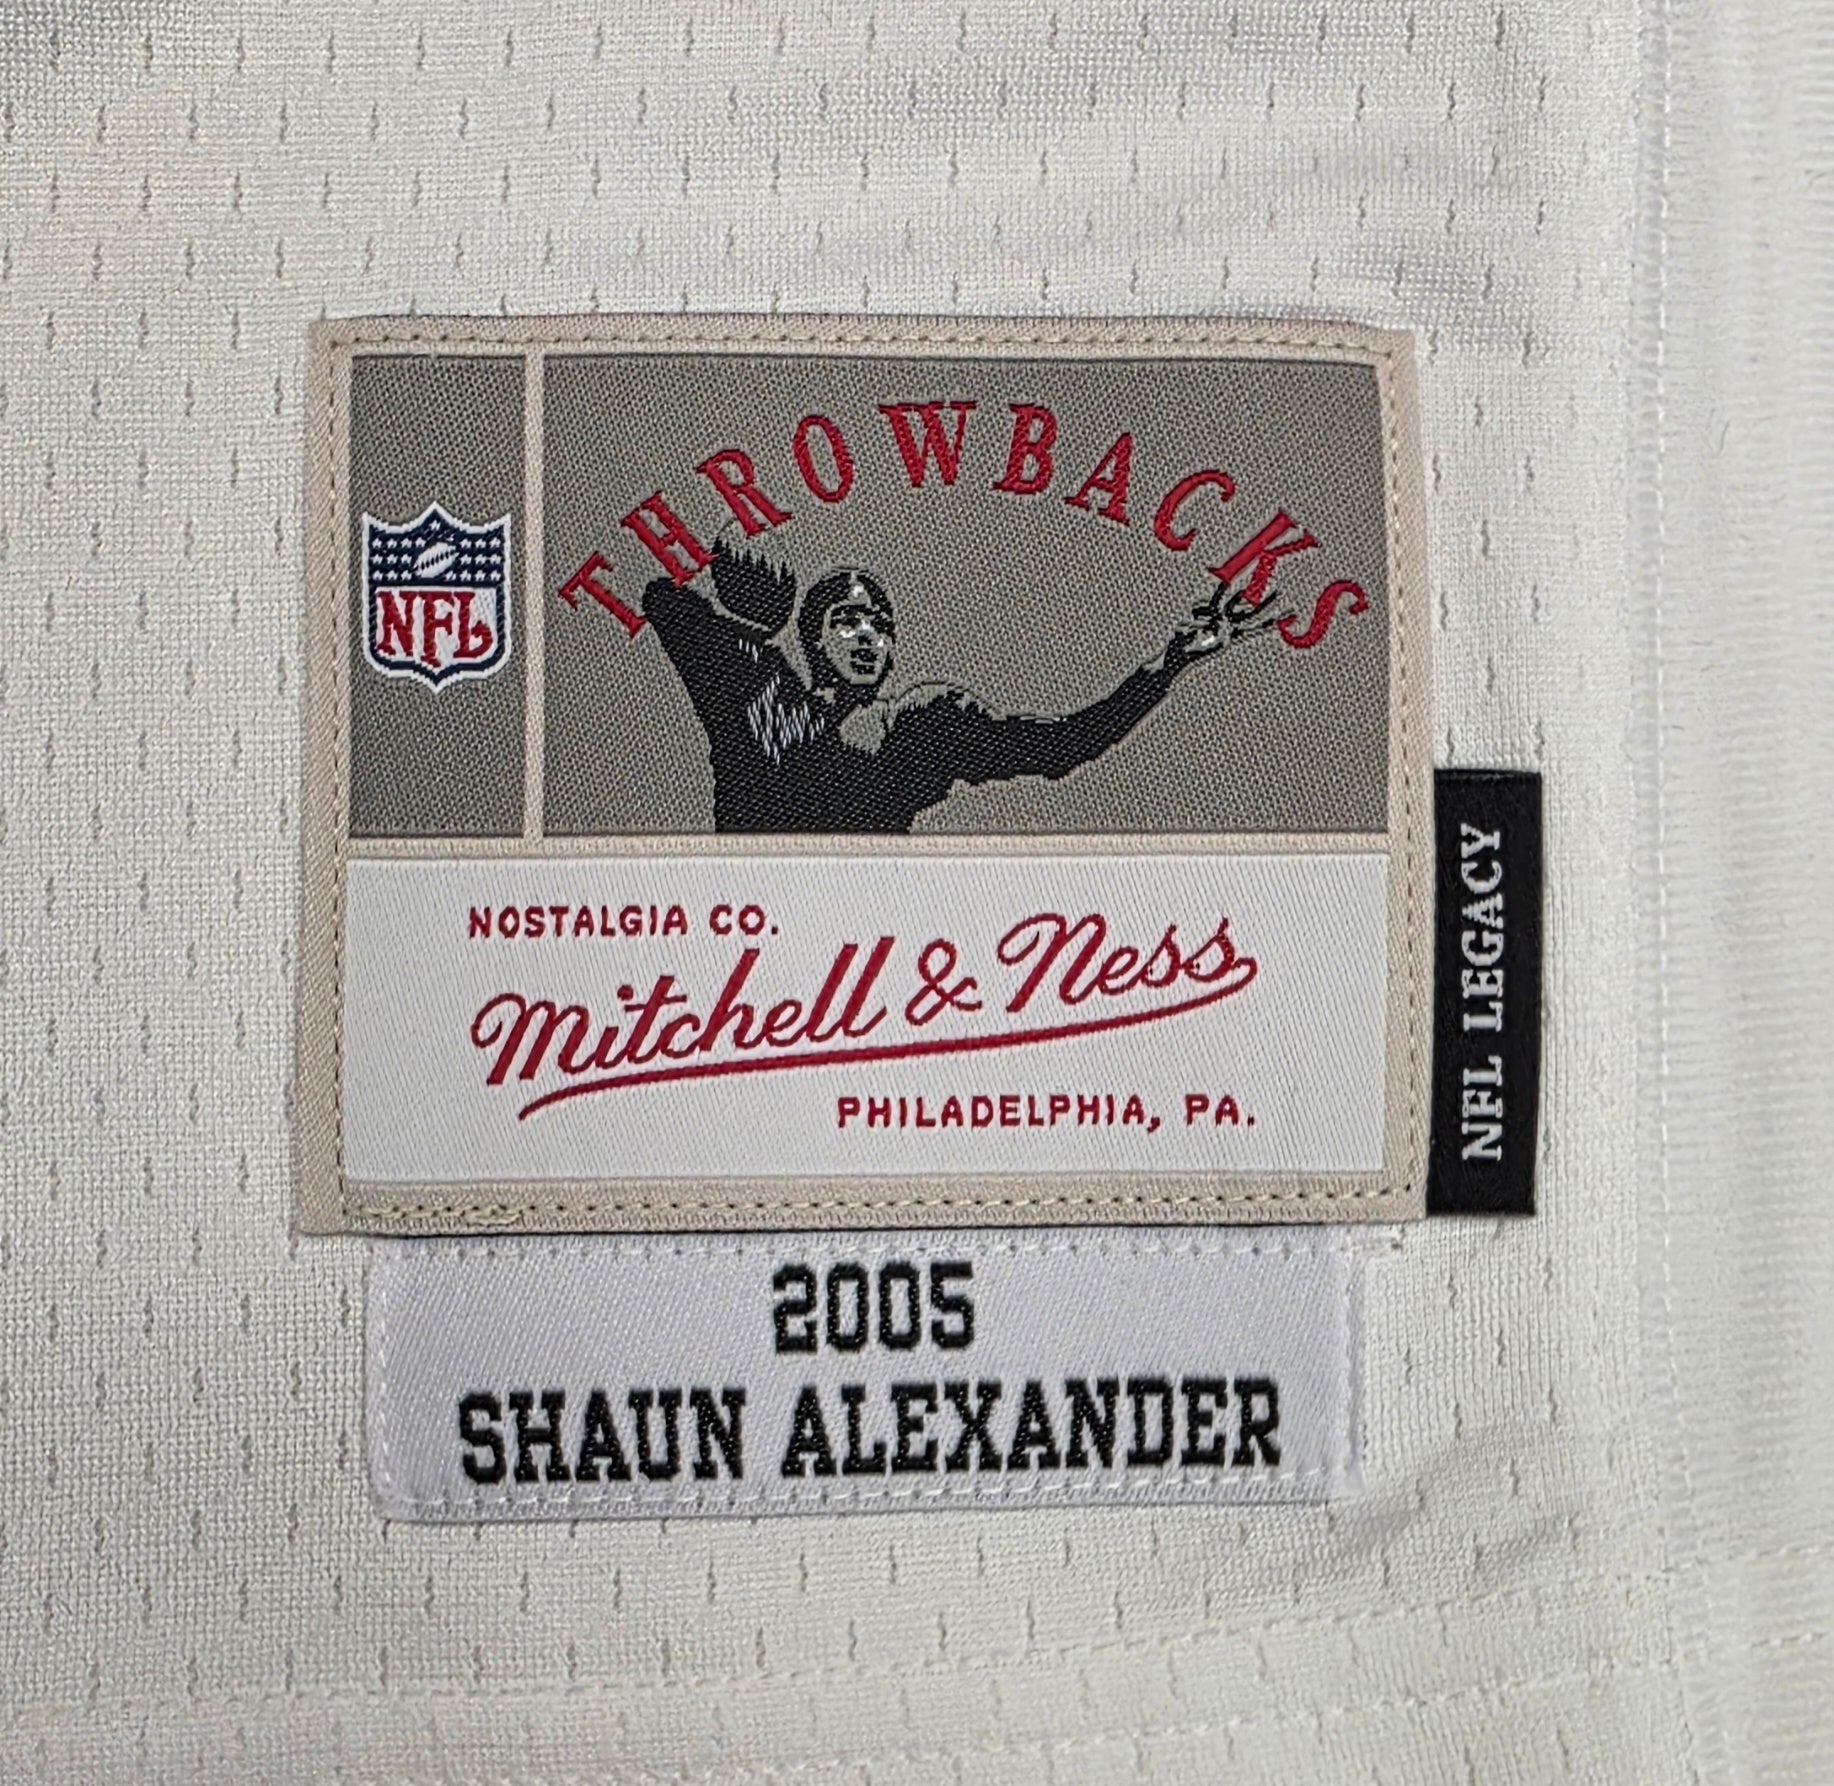 THROWBACKS
NFL
NOSTALGIA CO.
Mitchell & Ness
PHILADELPHIA, PA.
NFL LEGACY
2005
SHAUN ALEXANDER